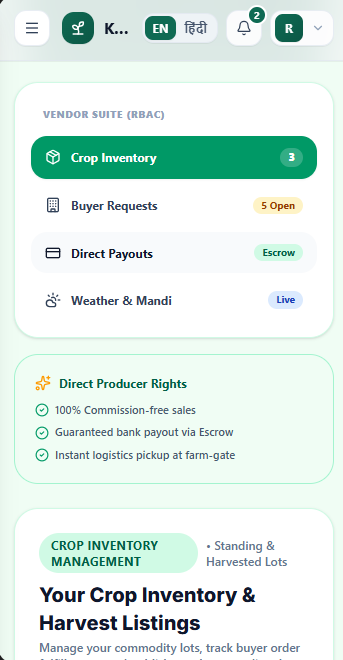 K...
EN
हिंदी
2
R
VENDOR SUITE (RBAC)
Crop Inventory
3
Buyer Requests
5 Open
Direct Payouts
Escrow
Weather & Mandi
Live
Direct Producer Rights
100% Commission-free sales
Guaranteed bank payout via Escrow
Instant logistics pickup at farm-gate
CROP INVENTORY
MANAGEMENT
• Standing &
Harvested Lots
Your Crop Inventory &
Harvest Listings
Manage your commodity lots, track buyer order